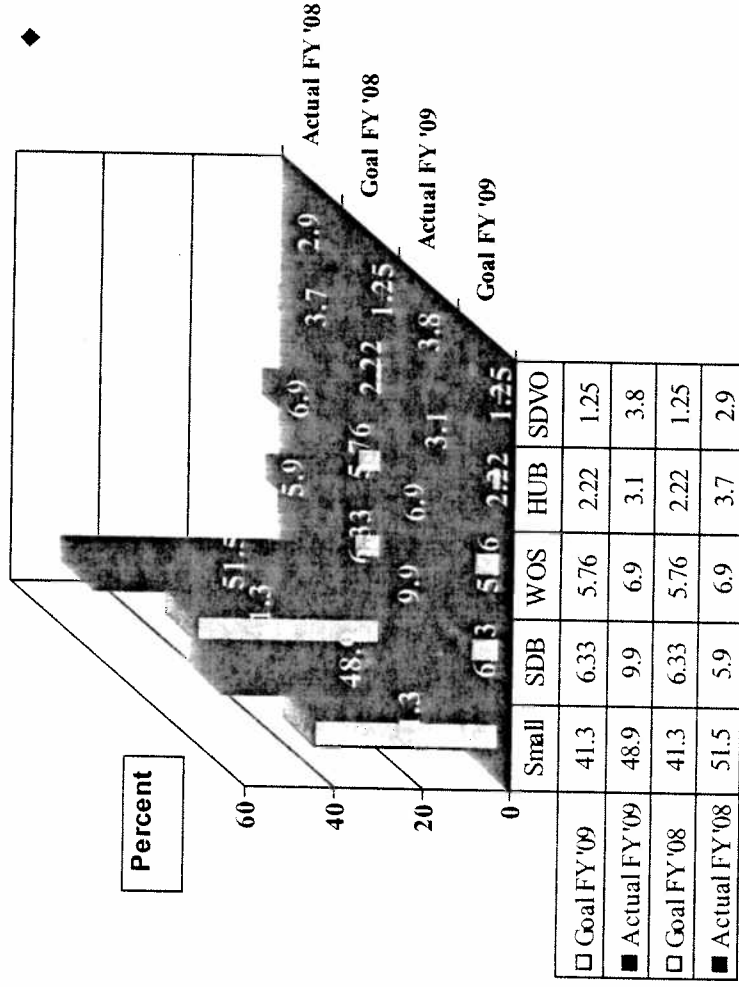 Percent
60
40
20
0
51.5
5.9
6.9
3.7
2.9
2.22
1.25
9.9
6.9
3.1
3.8
2.22
1.25
Actual FY '08
Goal FY '08
Actual FY '09
Goal FY '09
Small SDB WOS HUB SDVO
Goal FY'09 41.3 6.33 5.76 2.22 1.25
Actual FY'09 48.9 9.9 6.9 3.1 3.8
Goal FY'08 41.3 6.33 5.76 2.22 1.25
Actual FY'08 51.5 5.9 6.9 3.7 2.9